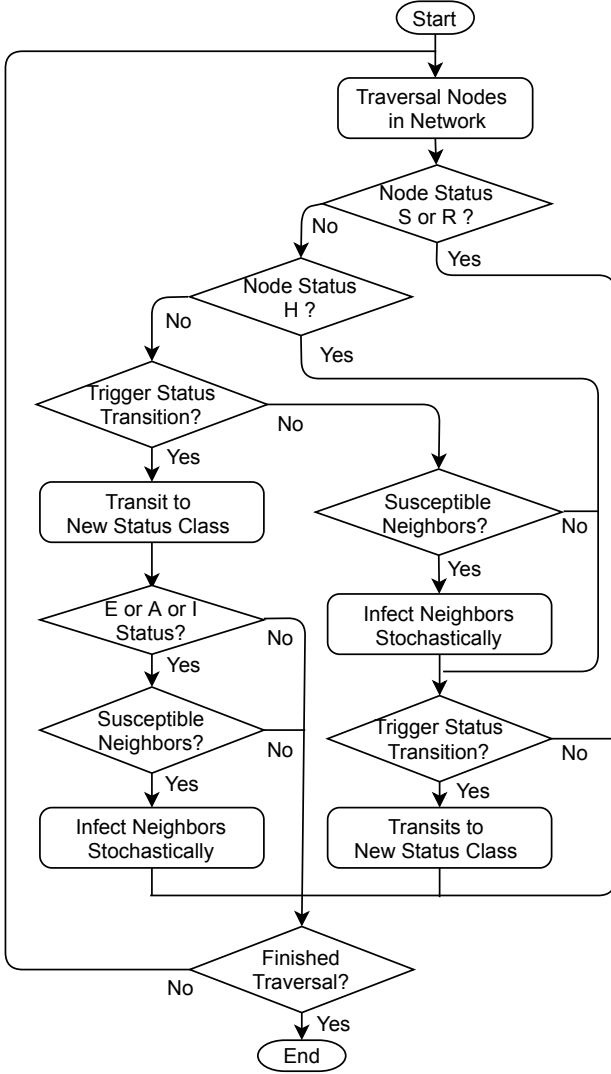 Start
Traversal Nodes
in Network
Node Status
S or R ?
No
Yes
Node Status
H ?
No
Yes
Trigger Status
Transition?
No
Yes
Transit to
New Status Class
Susceptible
Neighbors?
No
Yes
E or A or I
Status?
No
Yes
Infect Neighbors
Stochastically
Susceptible
Neighbors?
No
Yes
Trigger Status
Transition?
No
Yes
Infect Neighbors
Stochastically
Transits to
New Status Class
Finished
Traversal?
No
Yes
End